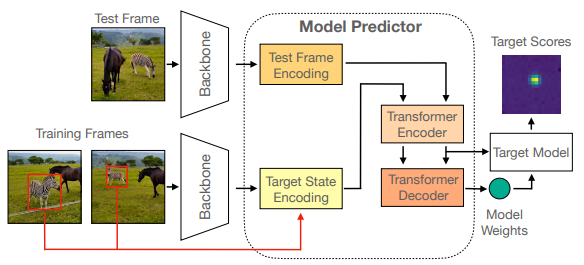 Test Frame
Backbone
Model Predictor
Test Frame
Encoding
Target Scores
Training Frames
Backbone
Target State
Encoding
Transformer
Encoder
Transformer
Decoder
Target Model
Model
Weights